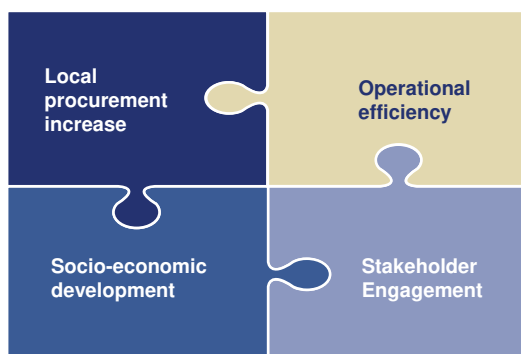 Local
procurement
increase
Operational
efficiency
Socio-economic
development
Stakeholder
Engagement